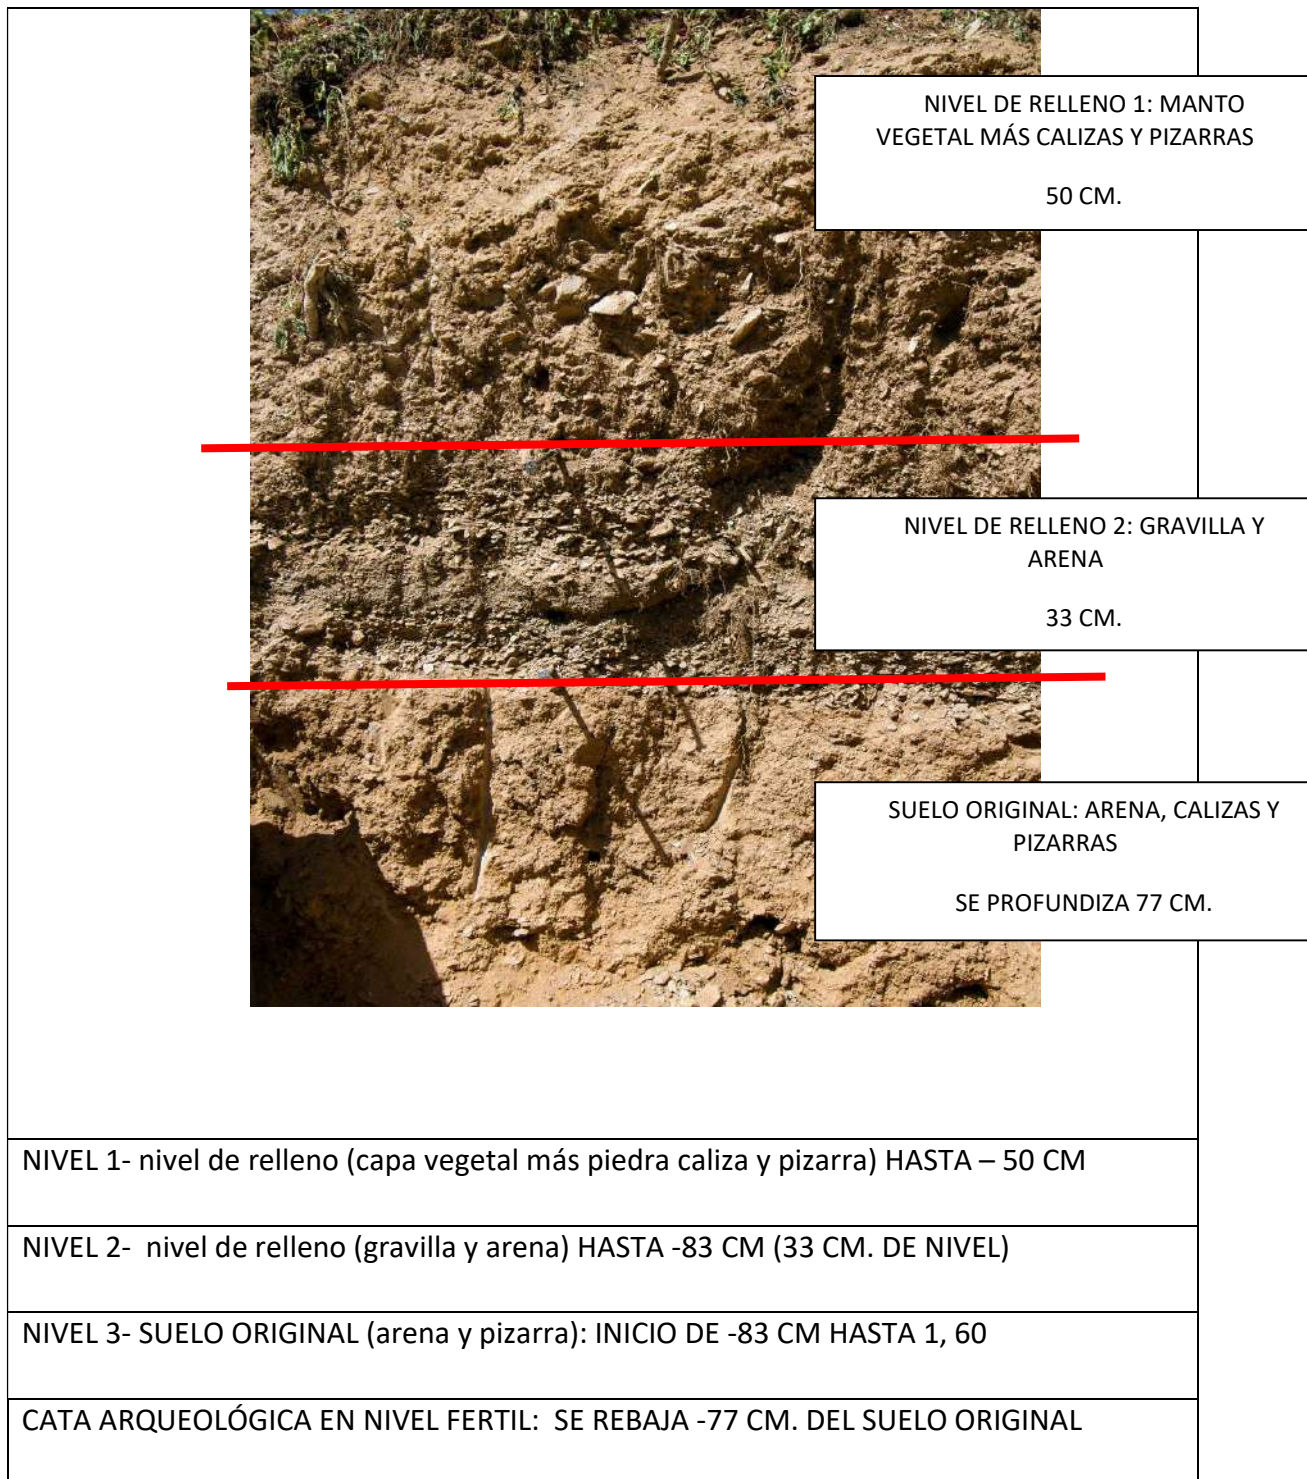 NIVEL DE RELLENO 1: MANTO
VEGETAL MÁS CALIZAS Y PIZARRAS
50 CM.
NIVEL DE RELLENO 2: GRAVILLA Y
ARENA
33 CM.
SUELO ORIGINAL: ARENA, CALIZAS Y
PIZARRAS
SE PROFUNDIZA 77 CM.
NIVEL 1- nivel de relleno (capa vegetal más piedra caliza y pizarra) HASTA – 50 CM
NIVEL 2-  nivel de relleno (gravilla y arena) HASTA -83 CM (33 CM. DE NIVEL)
NIVEL 3- SUELO ORIGINAL (arena y pizarra): INICIO DE -83 CM HASTA 1, 60
CATA ARQUEOLÓGICA EN NIVEL FERTIL:  SE REBAJA -77 CM. DEL SUELO ORIGINAL